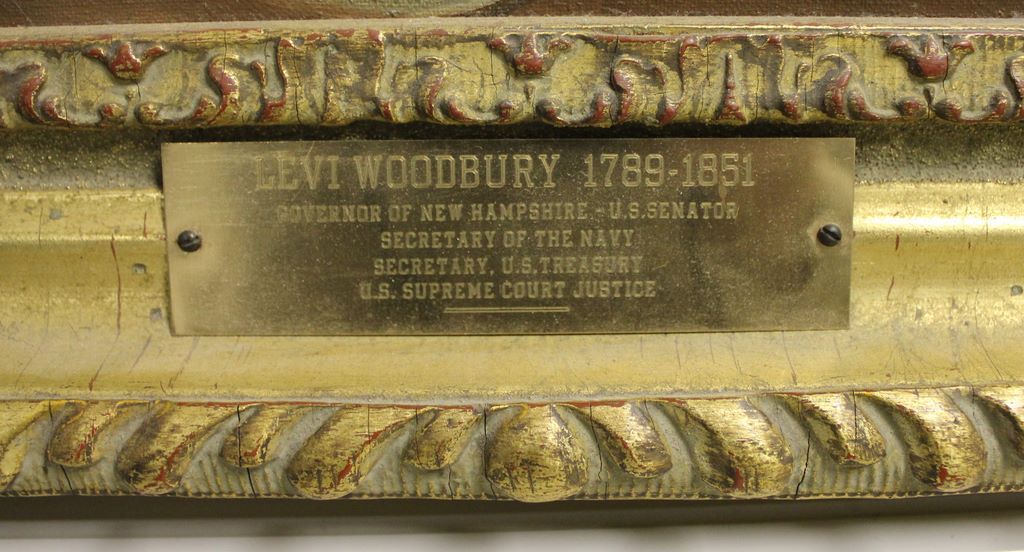 LEVI WOODBURY 1789-1851
GOVERNOR OF NEW HAMPSHIRE - U.S. SENATOR
SECRETARY OF THE NAVY
SECRETARY, U.S. TREASURY
U.S. SUPREME COURT JUSTICE